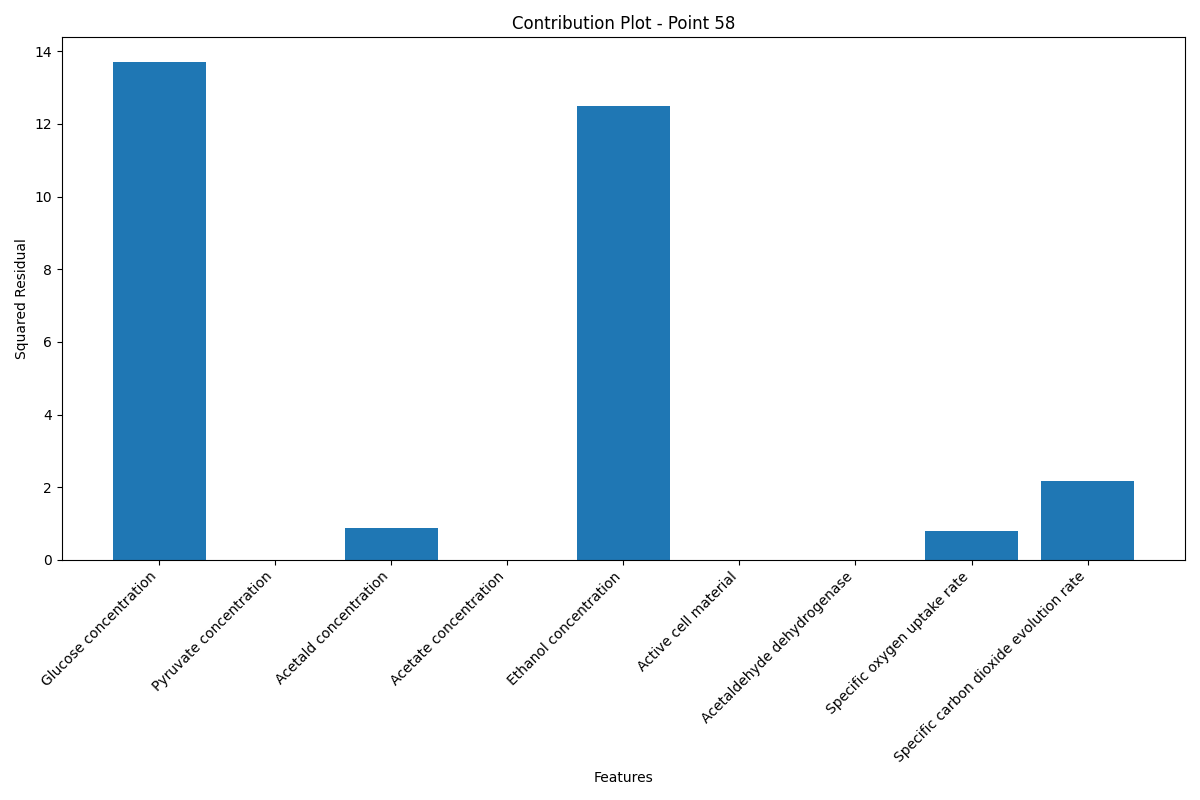 Contribution Plot - Point 58
14
12
10
8
6
4
2
0
Squared Residual
Glucose concentration
Pyruvate concentration
Acetald concentration
Acetate concentration
Ethanol concentration
Active cell material
Acetaldehyde dehydrogenase
Specific oxygen uptake rate
Specific carbon dioxide evolution rate
Features